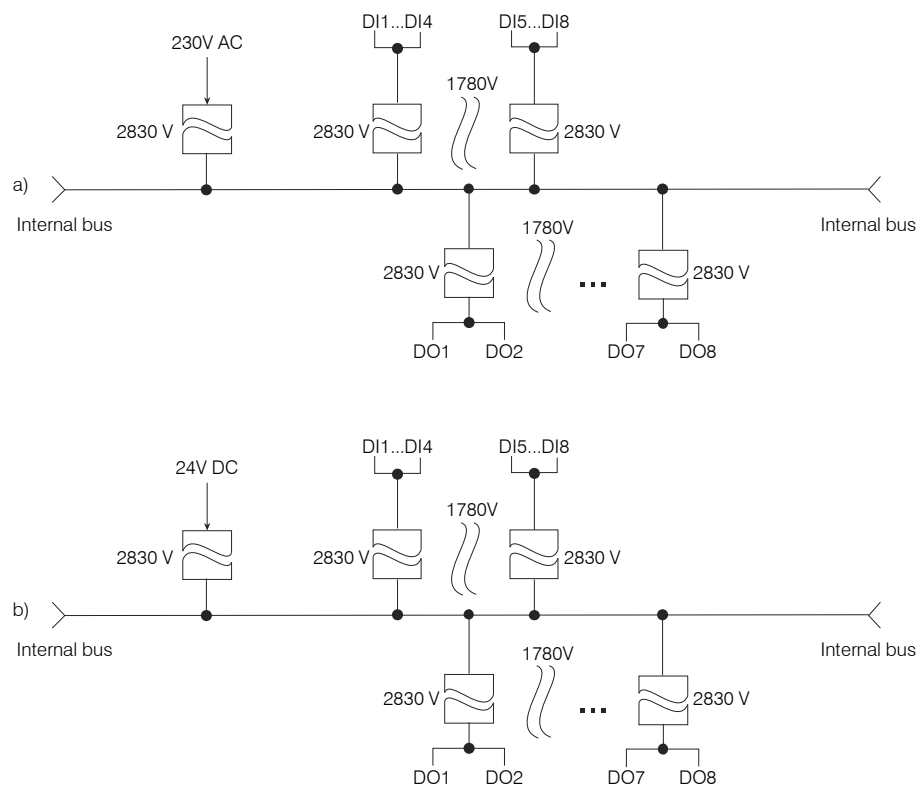 DI1...DI4 DI5...DI8
230V AC
1780V
2830 V 2830 V 2830 V
a)
Internal bus Internal bus
1780V
2830 V 2830 V
...
DO1 DO2 DO7 DO8
DI1...DI4 DI5...DI8
24V DC
1780V
2830 V 2830 V 2830 V
b)
Internal bus Internal bus
1780V
2830 V 2830 V
...
DO1 DO2 DO7 DO8